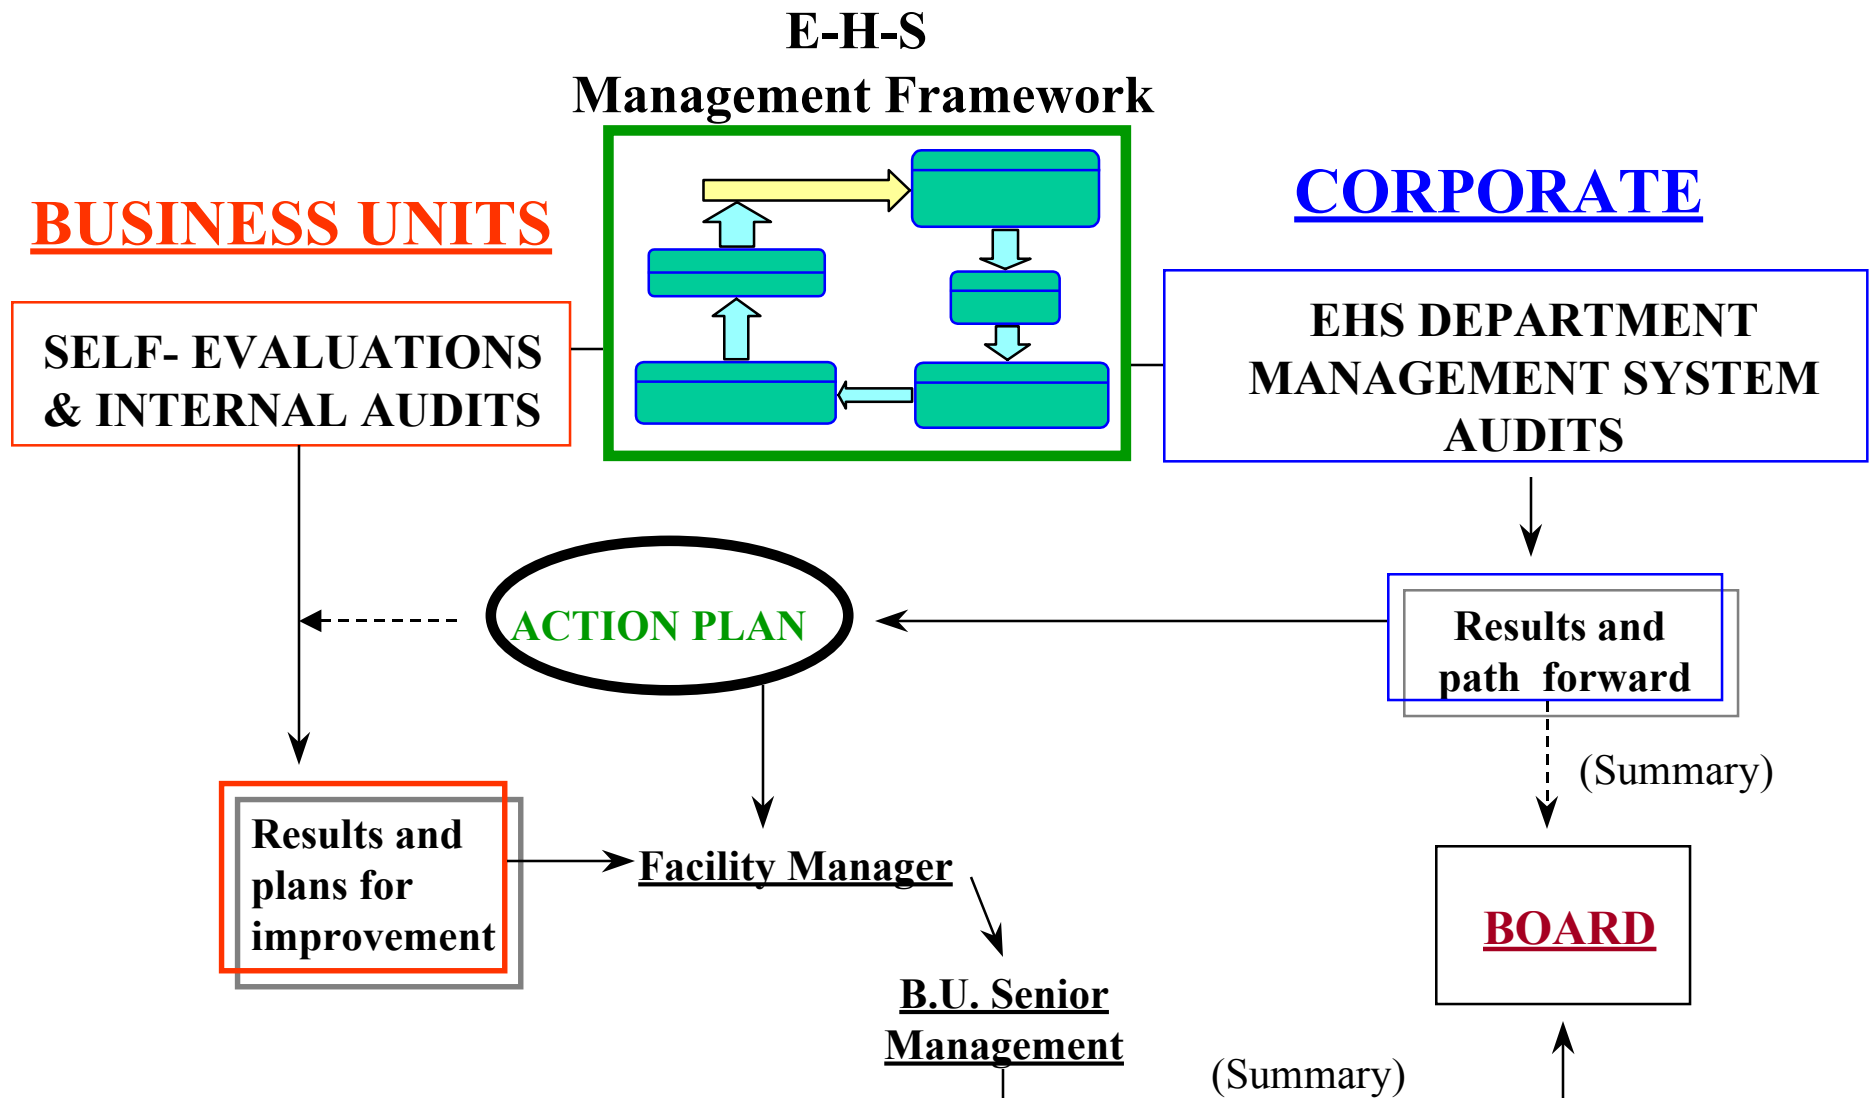 E-H-S
Management Framework
BUSINESS UNITS
CORPORATE
SELF- EVALUATIONS
& INTERNAL AUDITS
EHS DEPARTMENT
MANAGEMENT SYSTEM
AUDITS
ACTION PLAN
Results and
path forward
(Summary)
Results and
plans for
improvement
Facility Manager
BOARD
B.U. Senior
Management
(Summary)